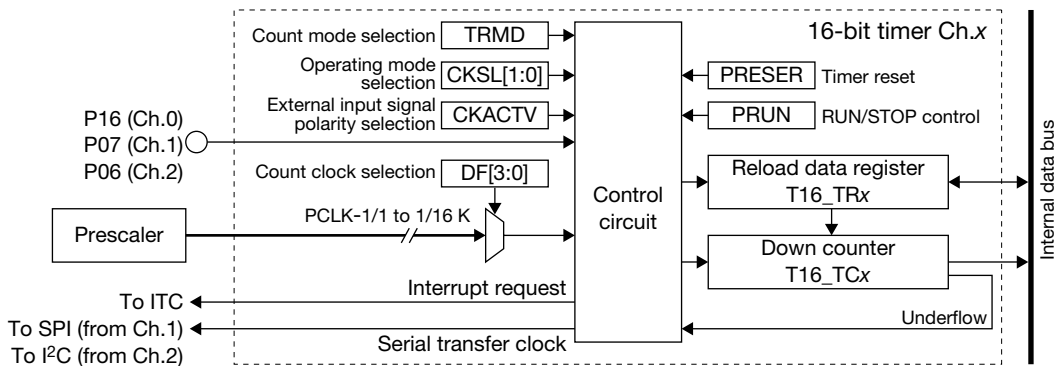 16-bit timer Ch.x
Count mode selection
TRMD
Operating mode
selection
CKSL[1:0]
External input signal
polarity selection
CKACTV
PRESER
Timer reset
PRUN
RUN/STOP control
P16 (Ch.0)
P07 (Ch.1)
P06 (Ch.2)
Count clock selection
DF[3:0]
Control
circuit
Reload data register
T16_TRx
Prescaler
PCLK-1/1 to 1/16 K
Down counter
T16_TCx
Internal data bus
Interrupt request
To ITC
Underflow
To SPI (from Ch.1)
Serial transfer clock
To I²C (from Ch.2)